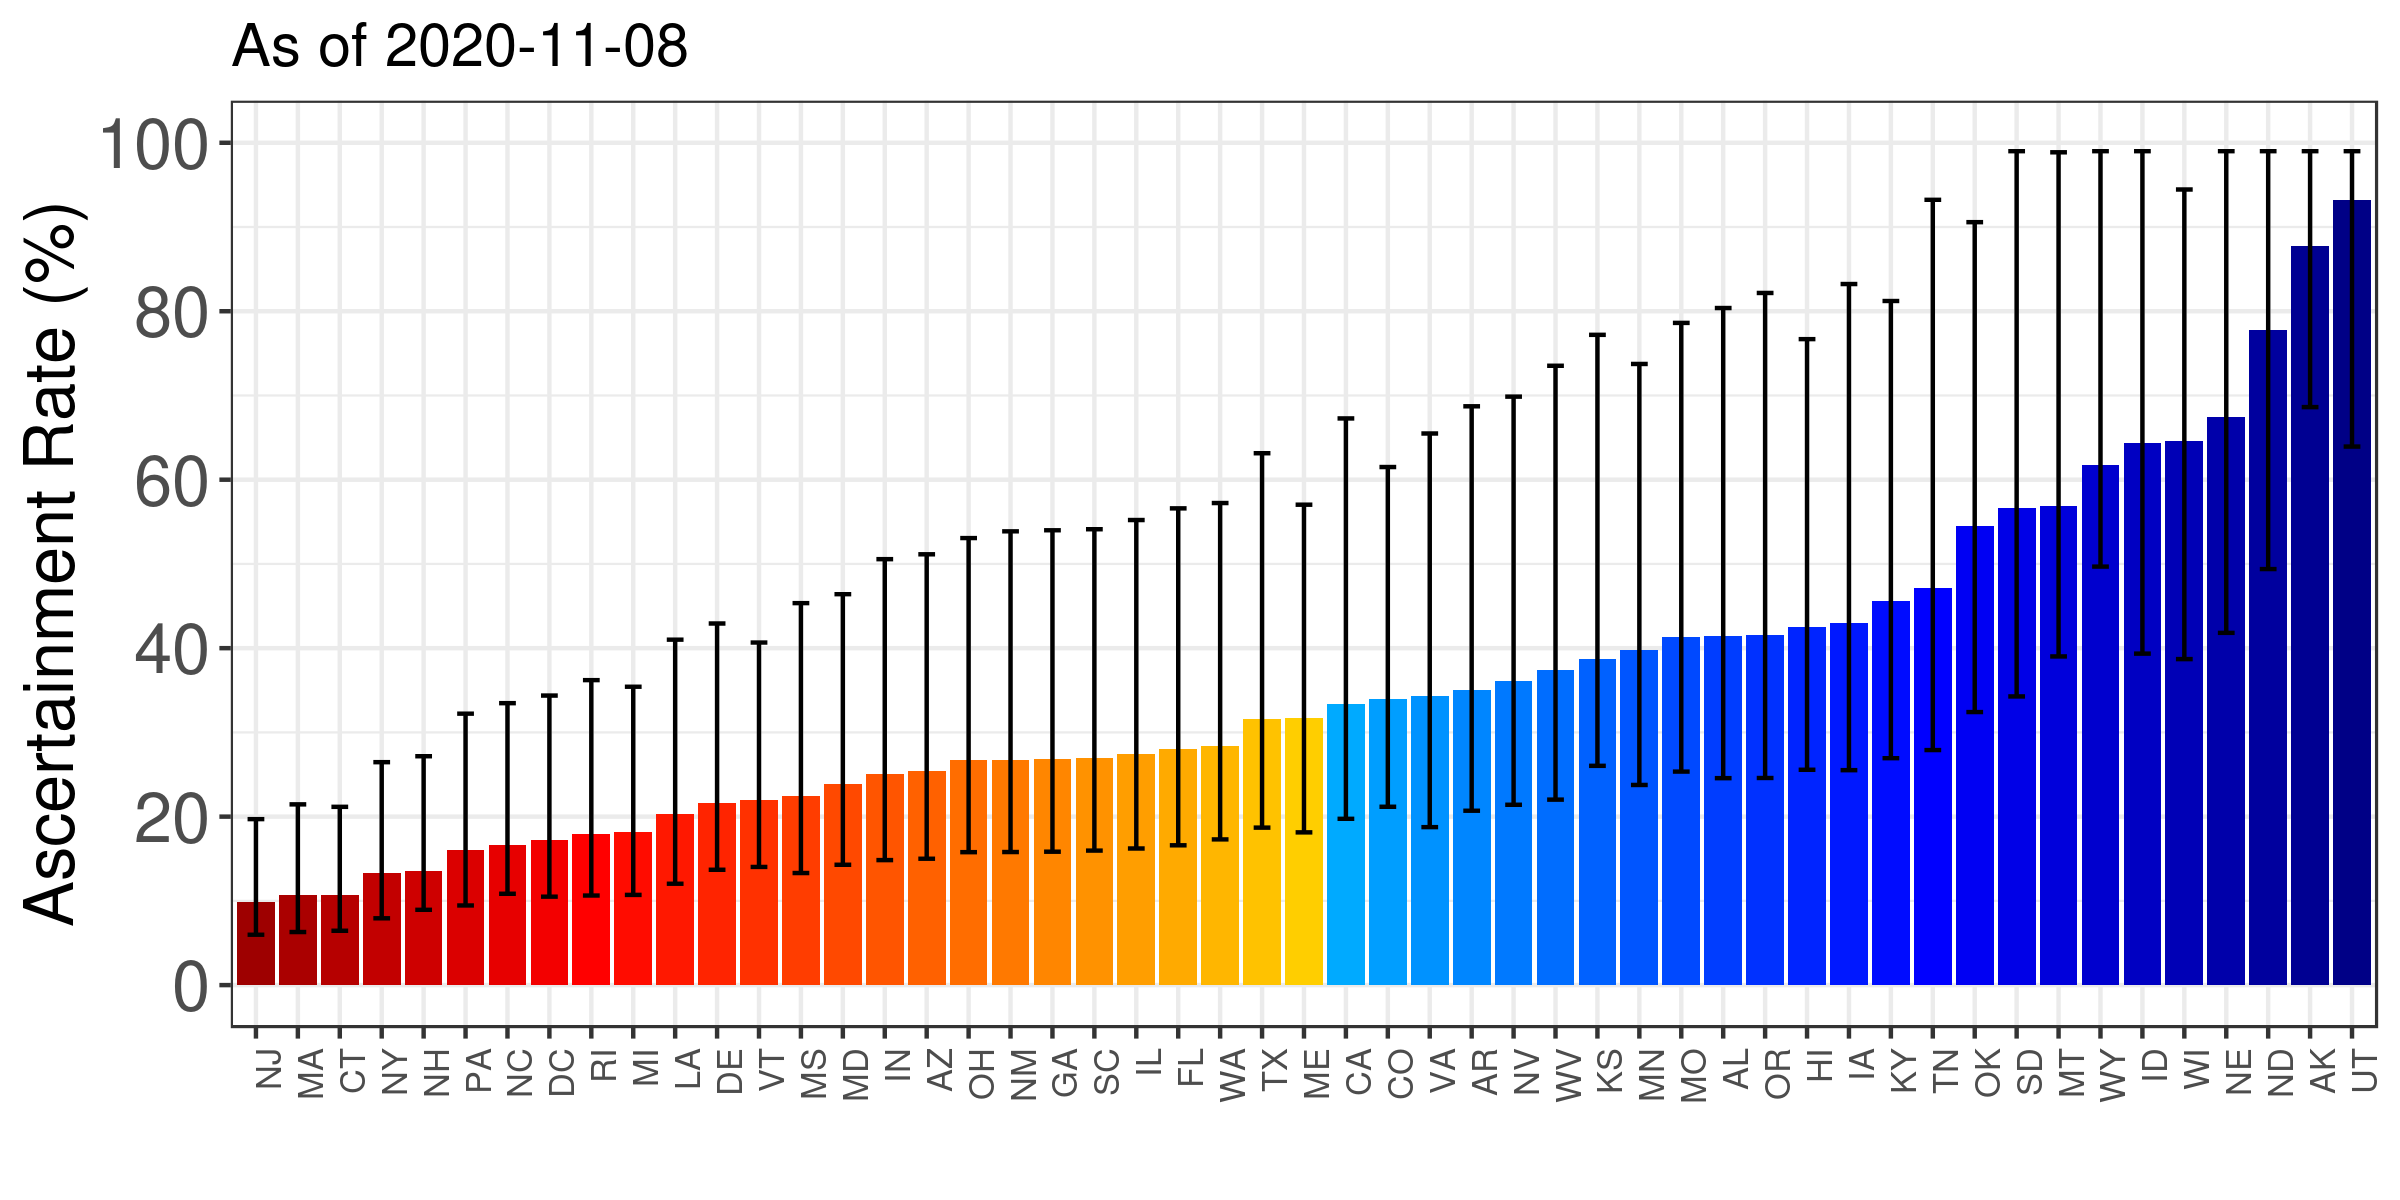 As of 2020-11-08
Ascertainment Rate (%)
100
80
60
40
20
0
NJ MA CT NY NH PA NC DC RI MI LA DE VT MS MD IN AZ OH NM GA SC IL FL WA TX ME CA CO VA AR NV WV KS MN MO AL OR HI IA KY TN OK SD MT WY ID WI NE ND AK UT